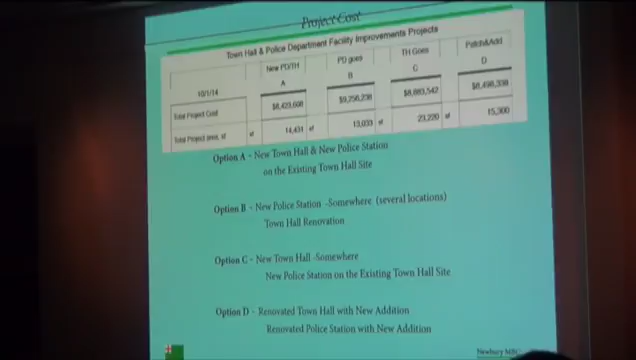 Project Cost
Town Hall & Police Department Facility Improvements Projects
New PD/TH PD goes TH Goes Patch&Add
10/1/14 A B C D
Total Project Cost $8,423,608 $9,256,238 $8,883,542 $8,498,339
Total Project area, sf sf 14,431 sf 13,033 sf 23,220 sf 15,300
Option A - New Town Hall & New Police Station
on the Existing Town Hall Site
Option B - New Police Station -Somewhere (several locations)
Town Hall Renovation
Option C - New Town Hall -Somewhere
New Police Station on the Existing Town Hall Site
Option D - Renovated Town Hall with New Addition
Renovated Police Station with New Addition
Newbury